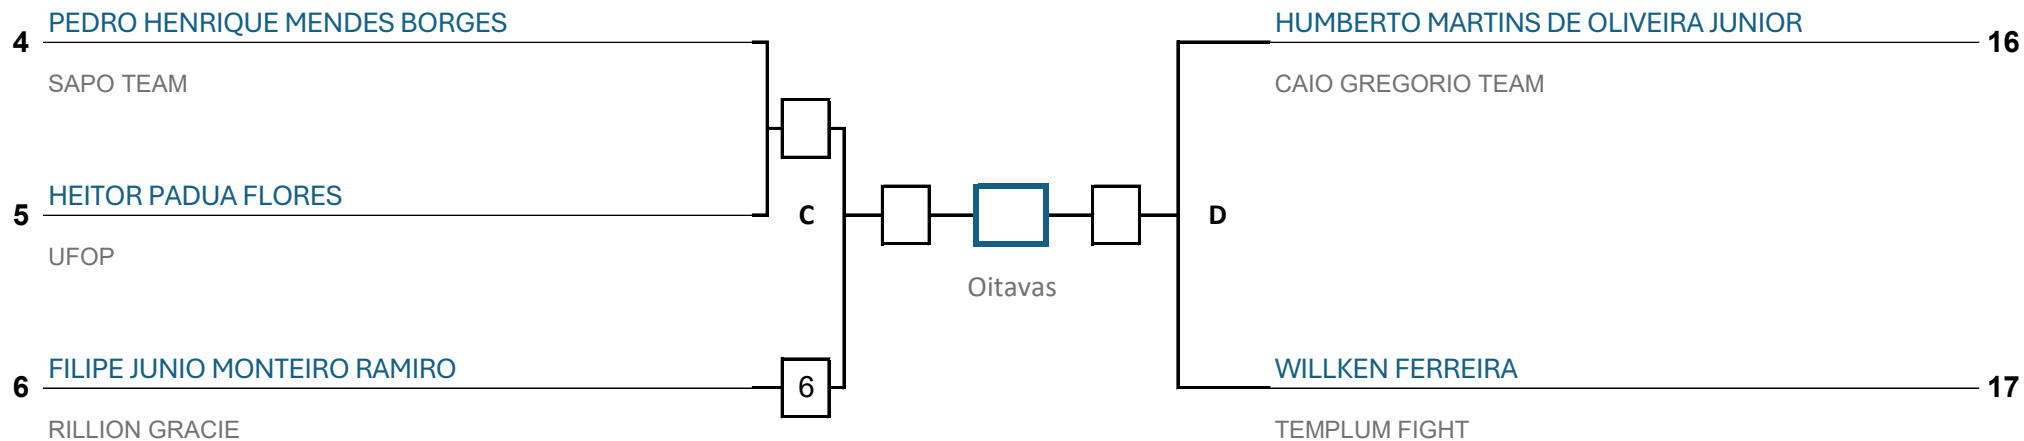 PEDRO HENRIQUE MENDES BORGES
4
SAPO TEAM
HEITOR PADUA FLORES
5
UFOP
FILIPE JUNIO MONTEIRO RAMIRO
6
6
RILLION GRACIE
C
Oitavas
D
HUMBERTO MARTINS DE OLIVEIRA JUNIOR
16
CAIO GREGORIO TEAM
WILLKEN FERREIRA
17
TEMPLUM FIGHT